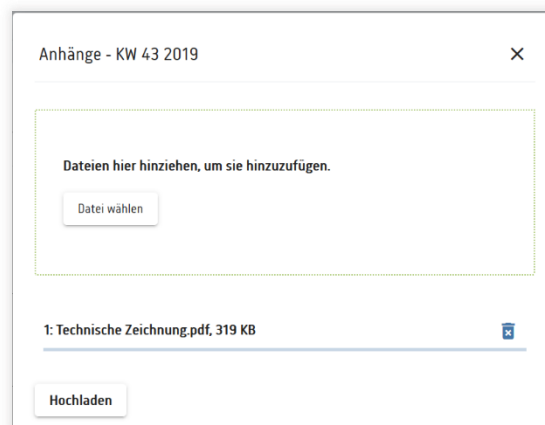 Anhänge - KW 43 2019
Dateien hier hinziehen, um sie hinzuzufügen.
Datei wählen
1: Technische Zeichnung.pdf, 319 KB
Hochladen